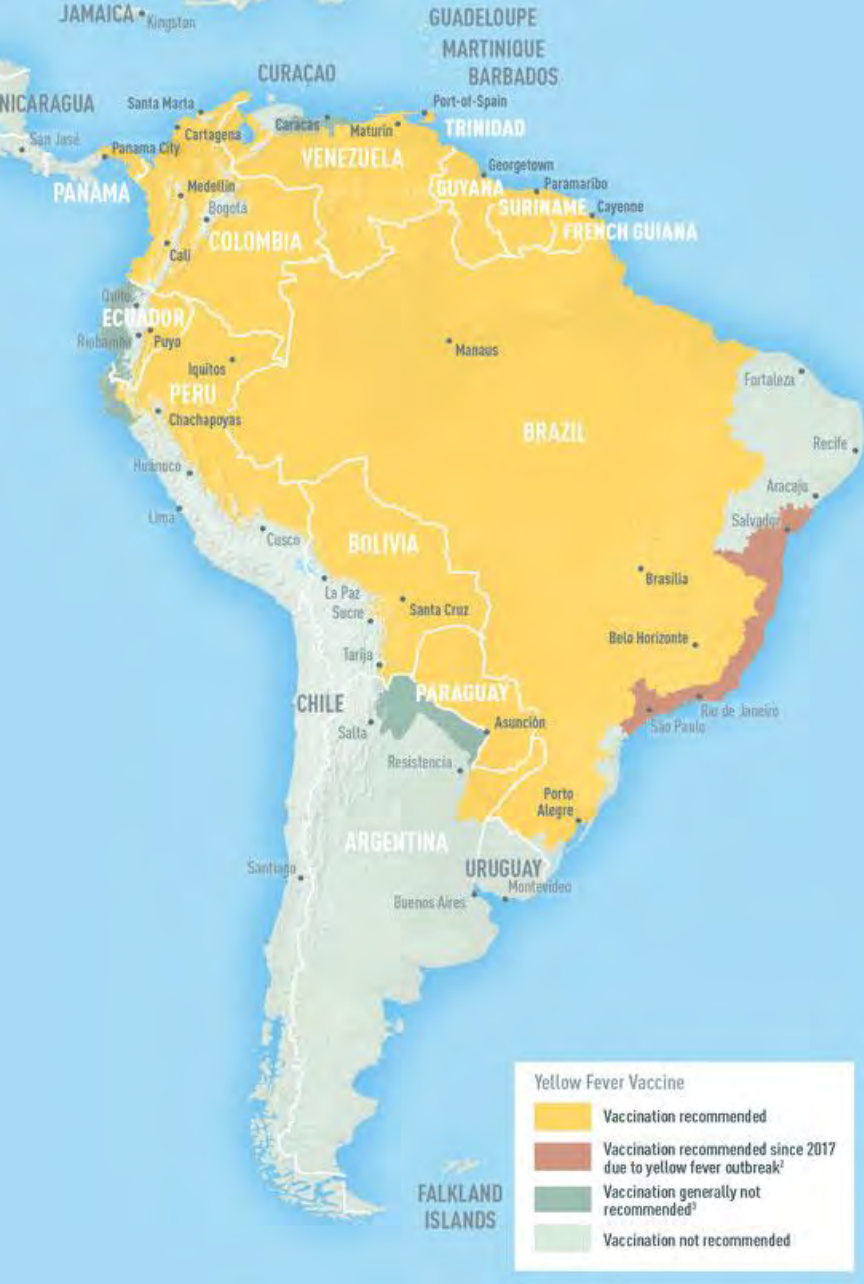 JAMAICA
Kingston
GUADELOUPE
MARTINIQUE
BARBADOS
CURAÇAO
NICARAGUA
Santa Marta
Port-of-Spain
San José
Cartagena
Caracas
Maturín
TRINIDAD
Panama City
VENEZUELA
Georgetown
PANAMA
Medellín
GUYANA
Paramaribo
Bogotá
SURINAME
Cayenne
COLOMBIA
FRENCH GUIANA
Cali
Quito
ECUADOR
Riobamba
Puyo
Manaus
Iquitos
Fortaleza
PERU
Chachapoyas
BRAZIL
Recife
Huánuco
Aracaju
Lima
Salvador
Cusco
BOLIVIA
Brasília
La Paz
Santa Cruz
Sucre
Belo Horizonte
Tarija
PARAGUAY
CHILE
Rio de Janeiro
Asunción
São Paulo
Salta
Resistencia
Porto
Alegre
ARGENTINA
Santiago
URUGUAY
Montevideo
Buenos Aires
Yellow Fever Vaccine
Vaccination recommended
Vaccination recommended since 2017
due to yellow fever outbreak²
Vaccination generally not
recommended³
Vaccination not recommended
FALKLAND
ISLANDS